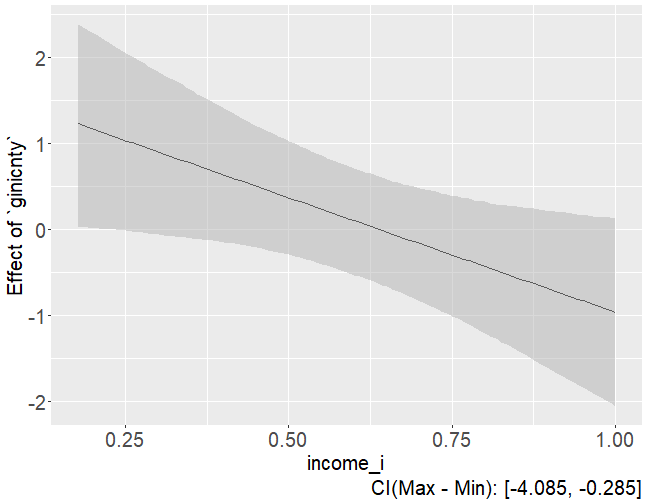 Effect of `ginicnty`
2
1
0
-1
-2
0.25 0.50 0.75 1.00
income_i
CI(Max - Min): [-4.085, -0.285]